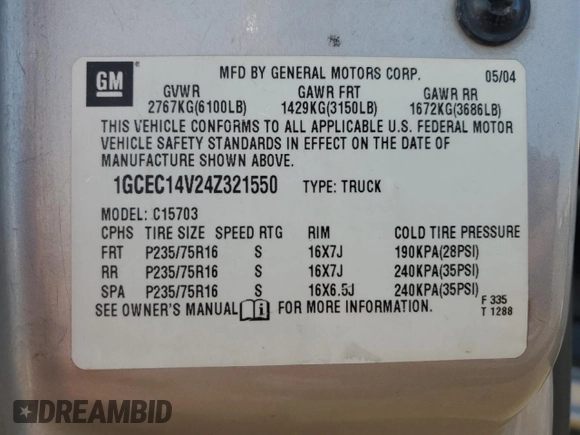 GM
MFD BY GENERAL MOTORS CORP. 05/04
GVWR GAWR FRT GAWR RR
2767KG(6100LB) 1429KG(3150LB) 1672KG(3686LB)
THIS VEHICLE CONFORMS TO ALL APPLICABLE U.S. FEDERAL MOTOR
VEHICLE SAFETY STANDARDS IN EFFECT ON THE DATE OF
MANUFACTURE SHOWN ABOVE.
1GCEC14V24Z321550 TYPE: TRUCK
MODEL: C15703
CPHS TIRE SIZE SPEED RTG RIM COLD TIRE PRESSURE
FRT P235/75R16 S 16X7J 190KPA(28PSI)
RR P235/75R16 S 16X7J 240KPA(35PSI)
SPA P235/75R16 S 16X6.5J 240KPA(35PSI)
SEE OWNER'S MANUAL i FOR MORE INFORMATION.
F 335
T 1288
DREAMBID